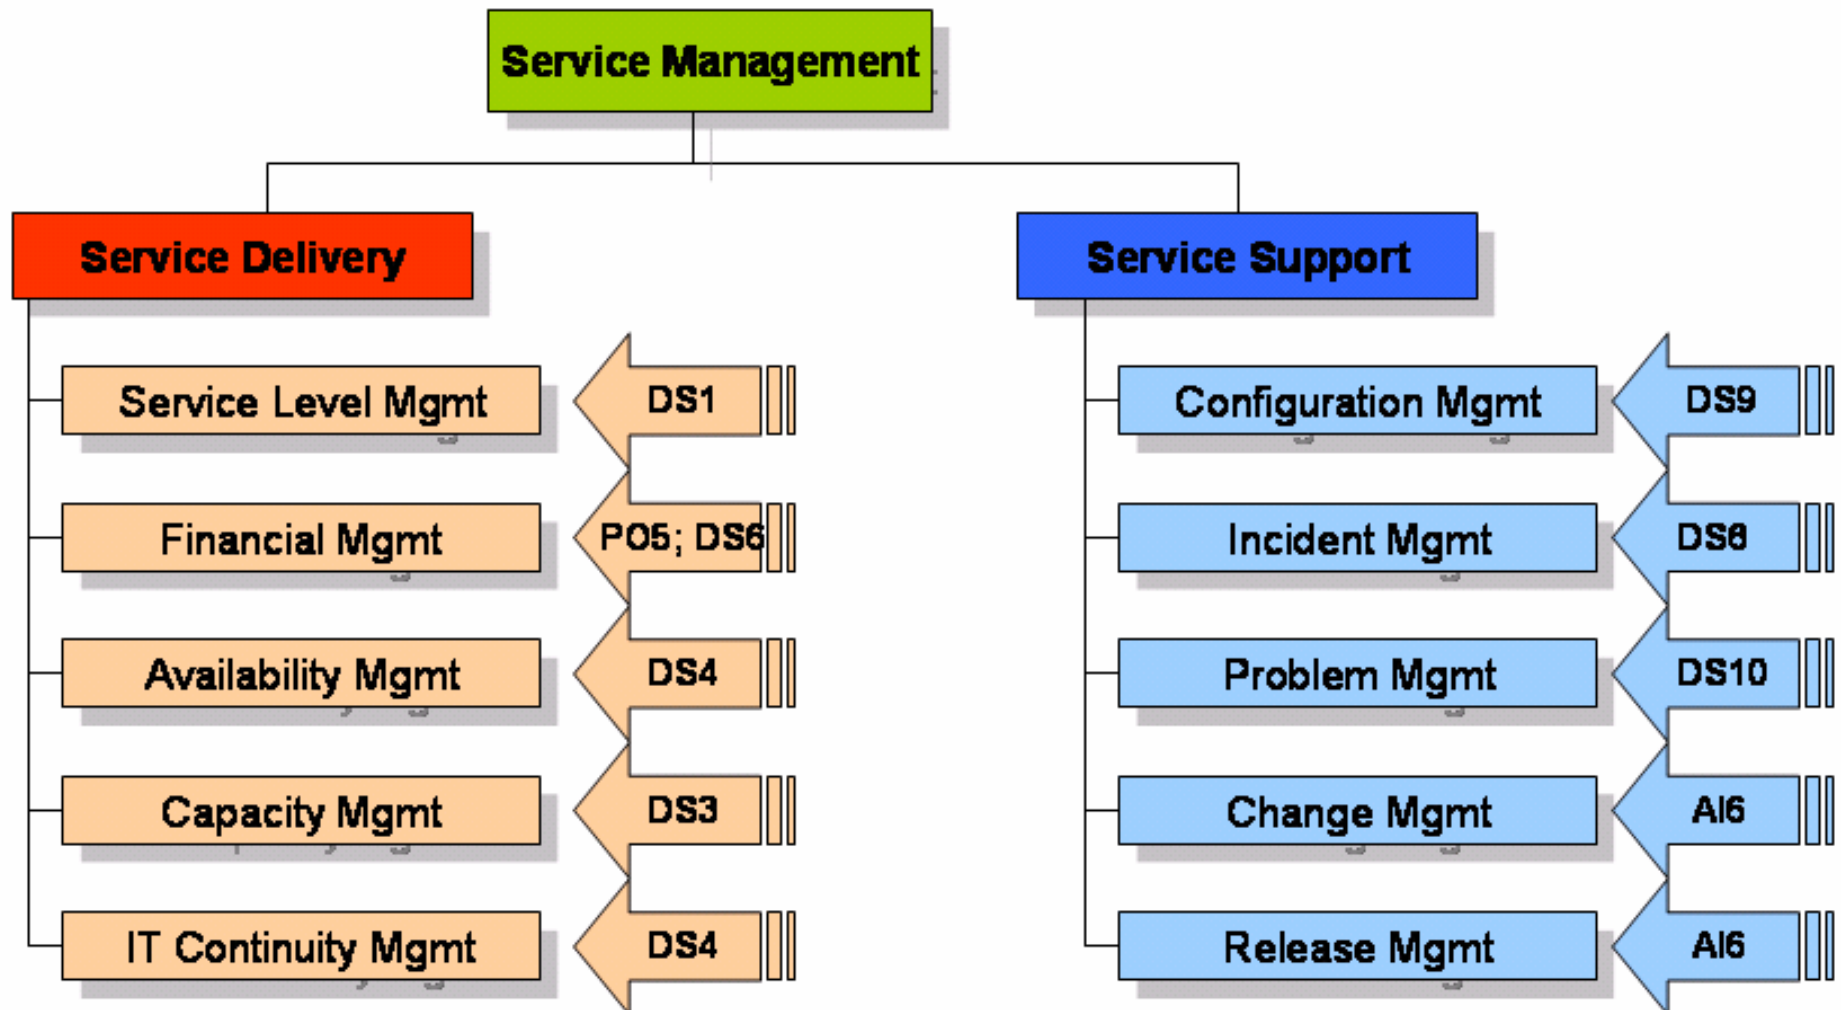 Service Management
Service Delivery
Service Level Mgmt
DS1
Financial Mgmt
PO5; DS6
Availability Mgmt
DS4
Capacity Mgmt
DS3
IT Continuity Mgmt
DS4
Service Support
Configuration Mgmt
DS9
Incident Mgmt
DS8
Problem Mgmt
DS10
Change Mgmt
AI6
Release Mgmt
AI6